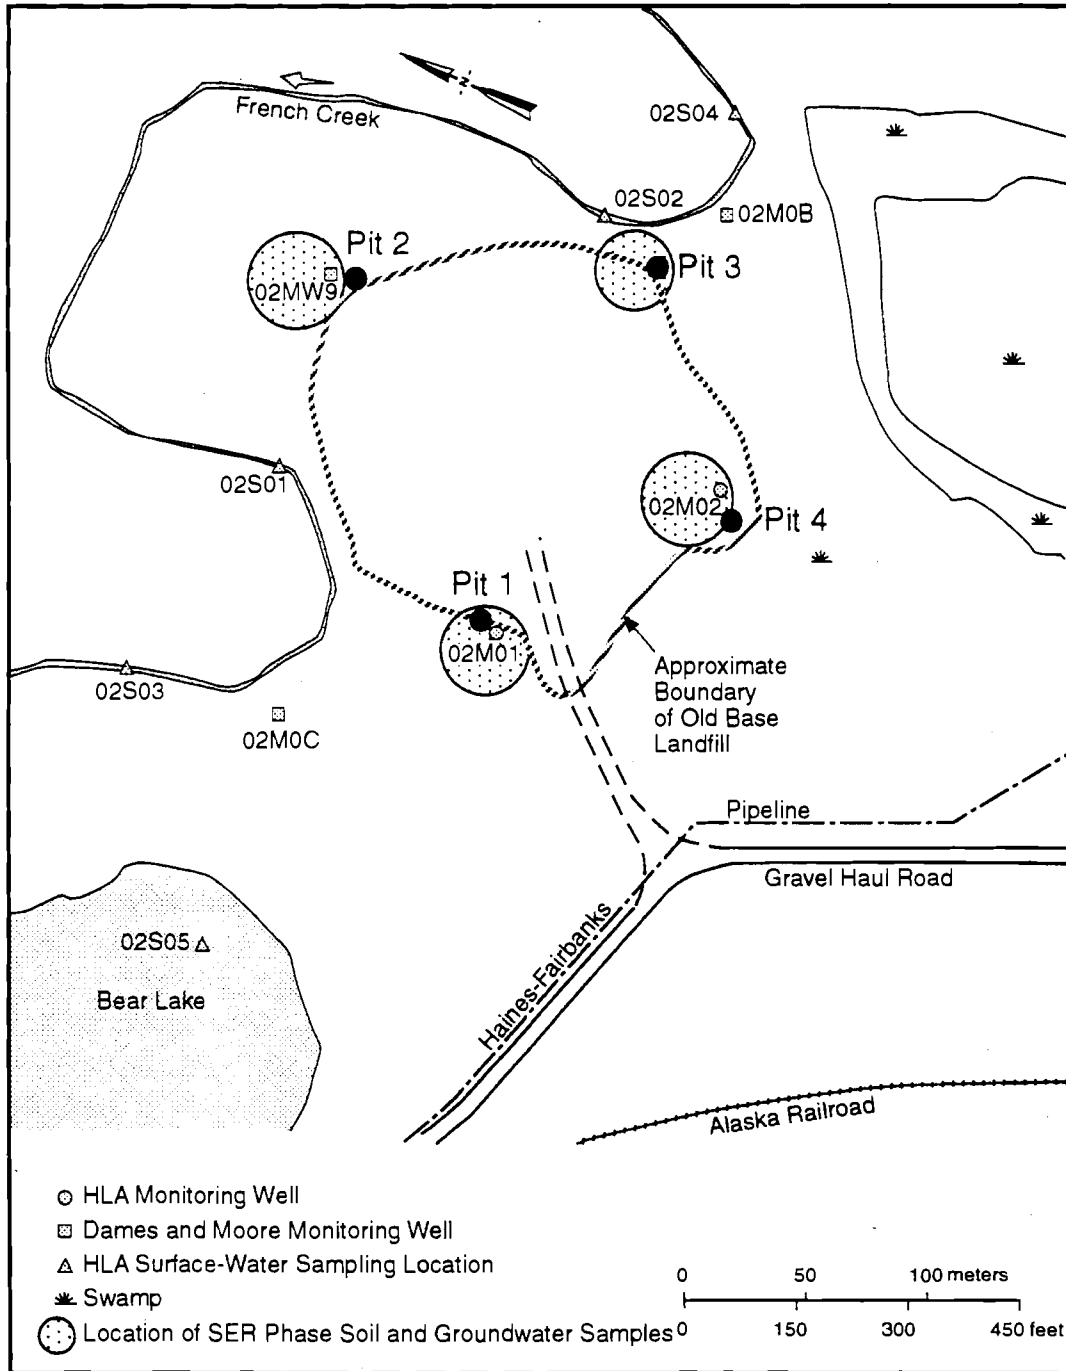 N
French Creek
02S04
02S02
02M0B
Pit 2
Pit 3
02MW9
02S01
02M02
Pit 4
Pit 1
02M01
02S03
02M0C
Approximate
Boundary
of Old Base
Landfill
Pipeline
Gravel Haul Road
Haines-Fairbanks
02S05
Bear Lake
Alaska Railroad
HLA Monitoring Well
Dames and Moore Monitoring Well
HLA Surface-Water Sampling Location
Swamp
Location of SER Phase Soil and Groundwater Samples
0 50 100 meters
0 150 300 450 feet